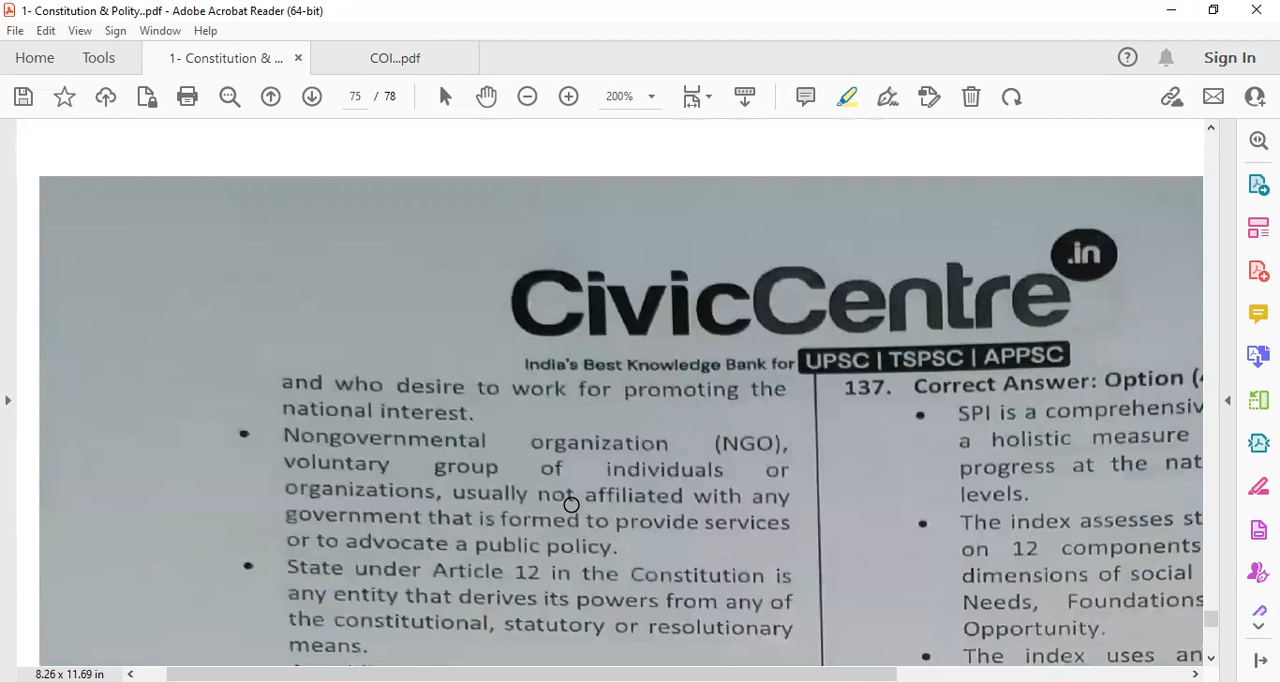 1- Constitution & Polity..pdf - Adobe Acrobat Reader (64-bit)
File Edit View Sign Window Help
Home Tools 1- Constitution & ... × COI...pdf Sign In
75 / 78 200%
CivicCentre .in
India's Best Knowledge Bank for UPSC | TSPSC | APPSC
and who desire to work for promoting the
national interest.
• Nongovernmental organization (NGO),
voluntary group of individuals or
organizations, usually not affiliated with any
government that is formed to provide services
or to advocate a public policy.
• State under Article 12 in the Constitution is
any entity that derives its powers from any of
the constitutional, statutory or resolutionary
means.
137. Correct Answer: Option (
• SPI is a comprehensiv
a holistic measure
progress at the nat
levels.
• The index assesses st
on 12 components
dimensions of social
Needs, Foundations
Opportunity.
• The index uses an
8.26 x 11.69 in